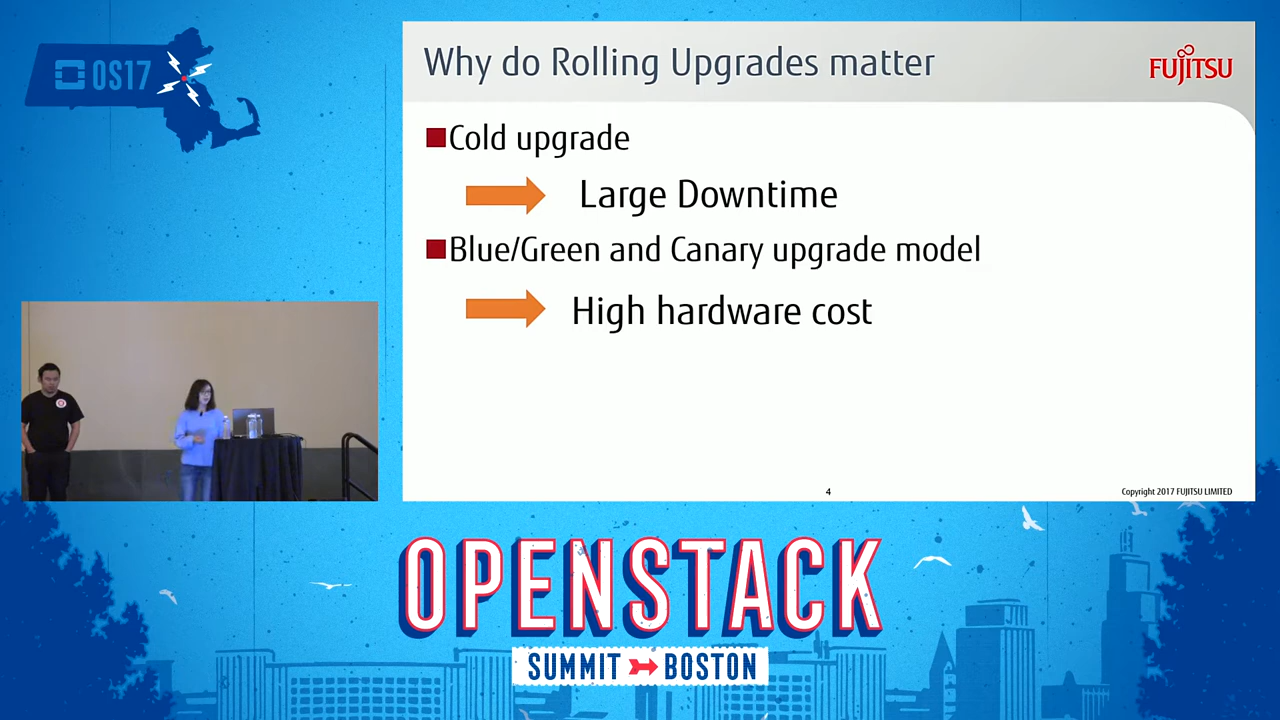 OS17
Why do Rolling Upgrades matter
FUJITSU
Cold upgrade
Large Downtime
Blue/Green and Canary upgrade model
High hardware cost
4
Copyright 2017 FUJITSU LIMITED
OPENSTACK
SUMMIT BOSTON